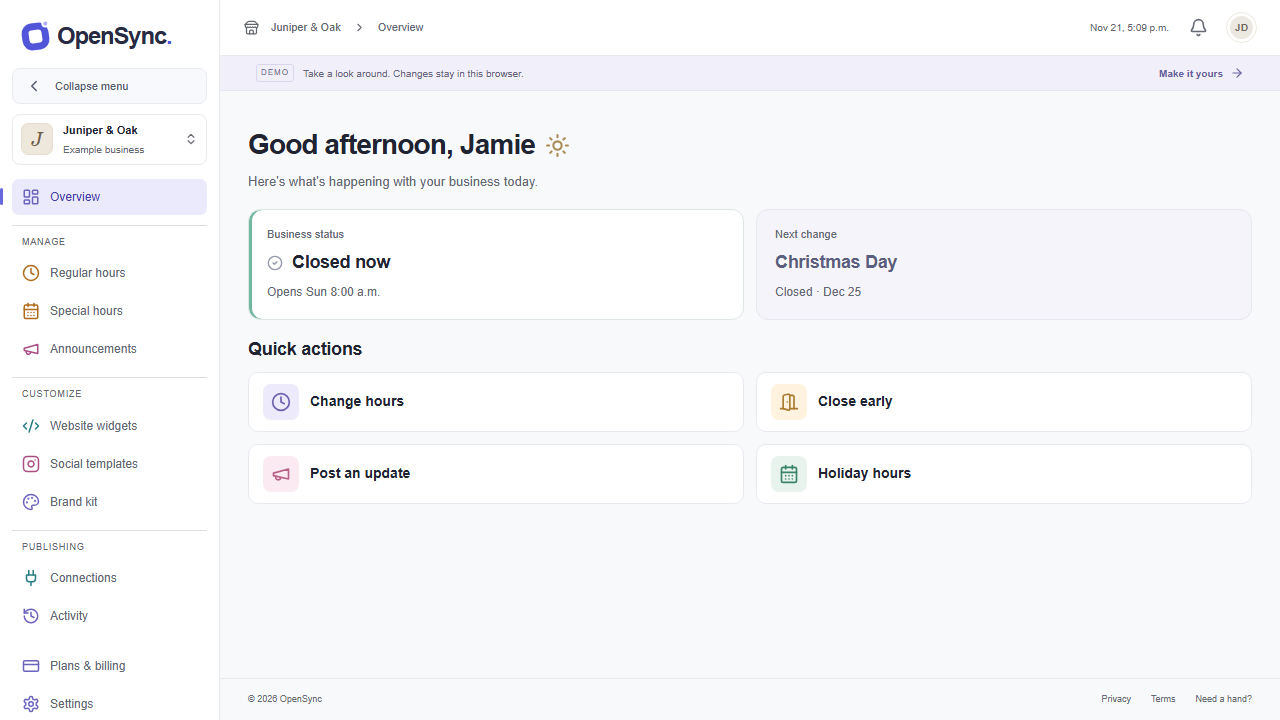 OpenSync.
Collapse menu
J
Juniper & Oak
Example business
Overview
MANAGE
Regular hours
Special hours
Announcements
CUSTOMIZE
Website widgets
Social templates
Brand kit
PUBLISHING
Connections
Activity
Plans & billing
Settings
Juniper & Oak > Overview
Nov 21, 5:09 p.m.
JD
DEMO Take a look around. Changes stay in this browser.
Make it yours
Good afternoon, Jamie
Here's what's happening with your business today.
Business status
Closed now
Opens Sun 8:00 a.m.
Next change
Christmas Day
Closed · Dec 25
Quick actions
Change hours
Close early
Post an update
Holiday hours
© 2026 OpenSync
Privacy
Terms
Need a hand?